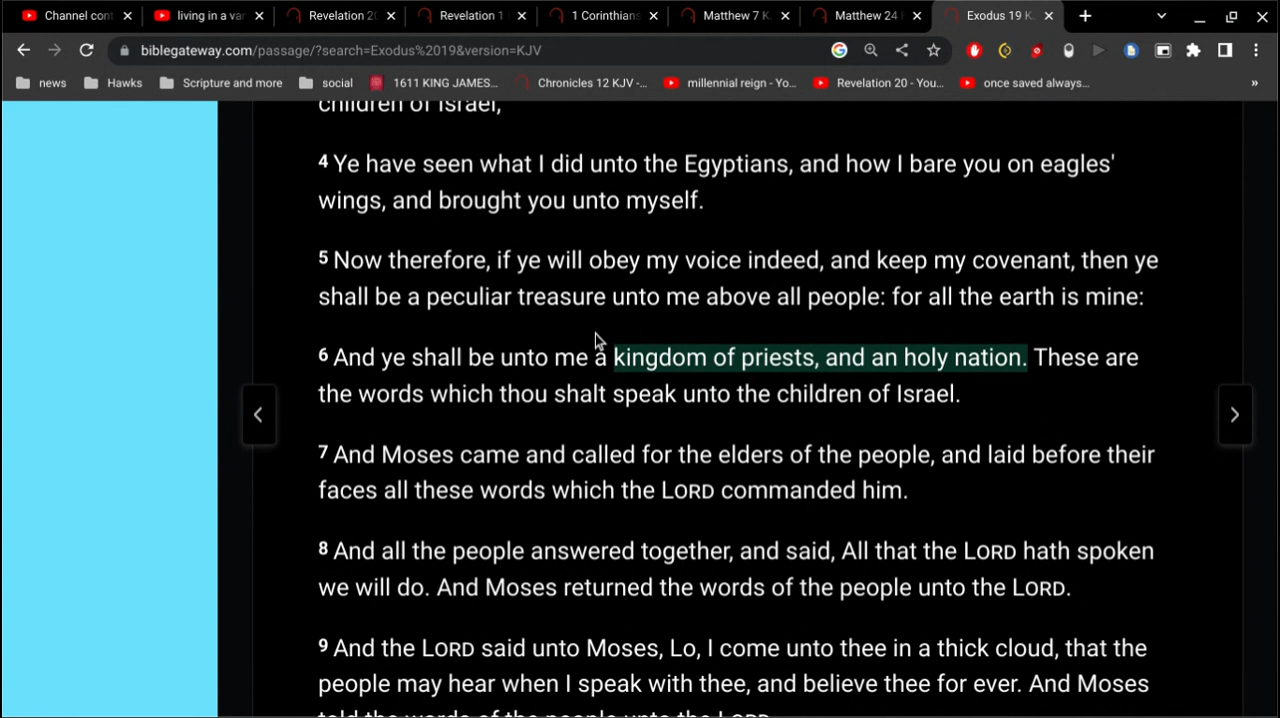 Channel cont
living in a var
Revelation 20
Revelation 1
1 Corinthians
Matthew 7 K
Matthew 24
Exodus 19 K
biblegateway.com/passage/?search=Exodus%2019&version=KJV
news
Hawks
Scripture and more
social
1611 KING JAMES...
Chronicles 12 KJV -...
millennial reign - Yo...
Revelation 20 - You...
once saved always...
»
children of Israel,
4 Ye have seen what I did unto the Egyptians, and how I bare you on eagles'
wings, and brought you unto myself.
5 Now therefore, if ye will obey my voice indeed, and keep my covenant, then ye
shall be a peculiar treasure unto me above all people: for all the earth is mine:
6 And ye shall be unto me a kingdom of priests, and an holy nation. These are
the words which thou shalt speak unto the children of Israel.
7 And Moses came and called for the elders of the people, and laid before their
faces all these words which the LORD commanded him.
8 And all the people answered together, and said, All that the LORD hath spoken
we will do. And Moses returned the words of the people unto the LORD.
9 And the LORD said unto Moses, Lo, I come unto thee in a thick cloud, that the
people may hear when I speak with thee, and believe thee for ever. And Moses
told the words of the people unto the LORD.